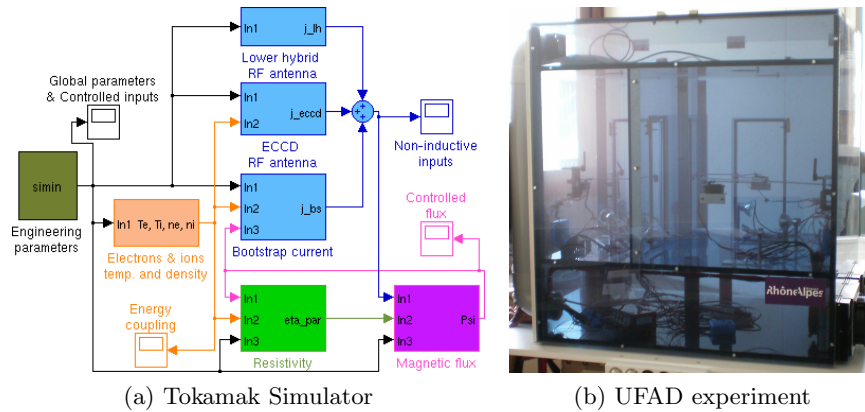 In1
j_lh
Lower hybrid
RF antenna
Global parameters
& Controlled inputs
In1
In2
j_eccd
ECCD
RF antenna
Non-inductive
inputs
simin
Engineering
parameters
In1
In2
In3
j_bs
Bootstrap current
Controlled
flux
In1 Te, Ti, ne, ni
Electrons & ions
temp. and density
Energy
coupling
In1
In2
In3
eta_par
Resistivity
In1
In2
In3
Psi
Magnetic flux
RhôneAlpes
(a) Tokamak Simulator
(b) UFAD experiment